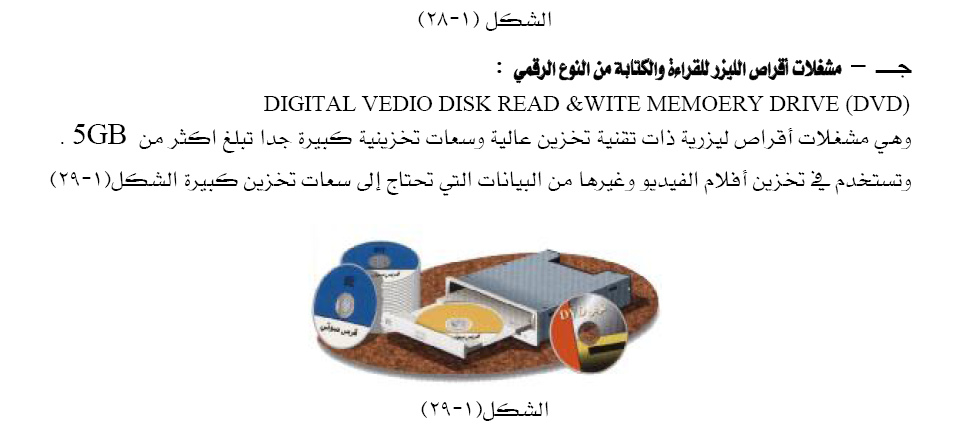 الشكل (١-٢٨)
جـ – مشغلات أقراص الليزر للقراءة والكتابة من النوع الرقمي :
DIGITAL VEDIO DISK READ &WITE MEMOERY DRIVE (DVD)
وهي مشغلات أقراص ليزرية ذات تقنية تخزين عالية وسعات تخزينية كبيرة جدا تبلغ اكثر من 5GB .
وتستخدم في تخزين أفلام الفيديو وغيرها من البيانات التي تحتاج إلى سعات تخزين كبيرة الشكل(١-٢٩)
قرص صوتي
DVD
الشكل(١-٢٩)